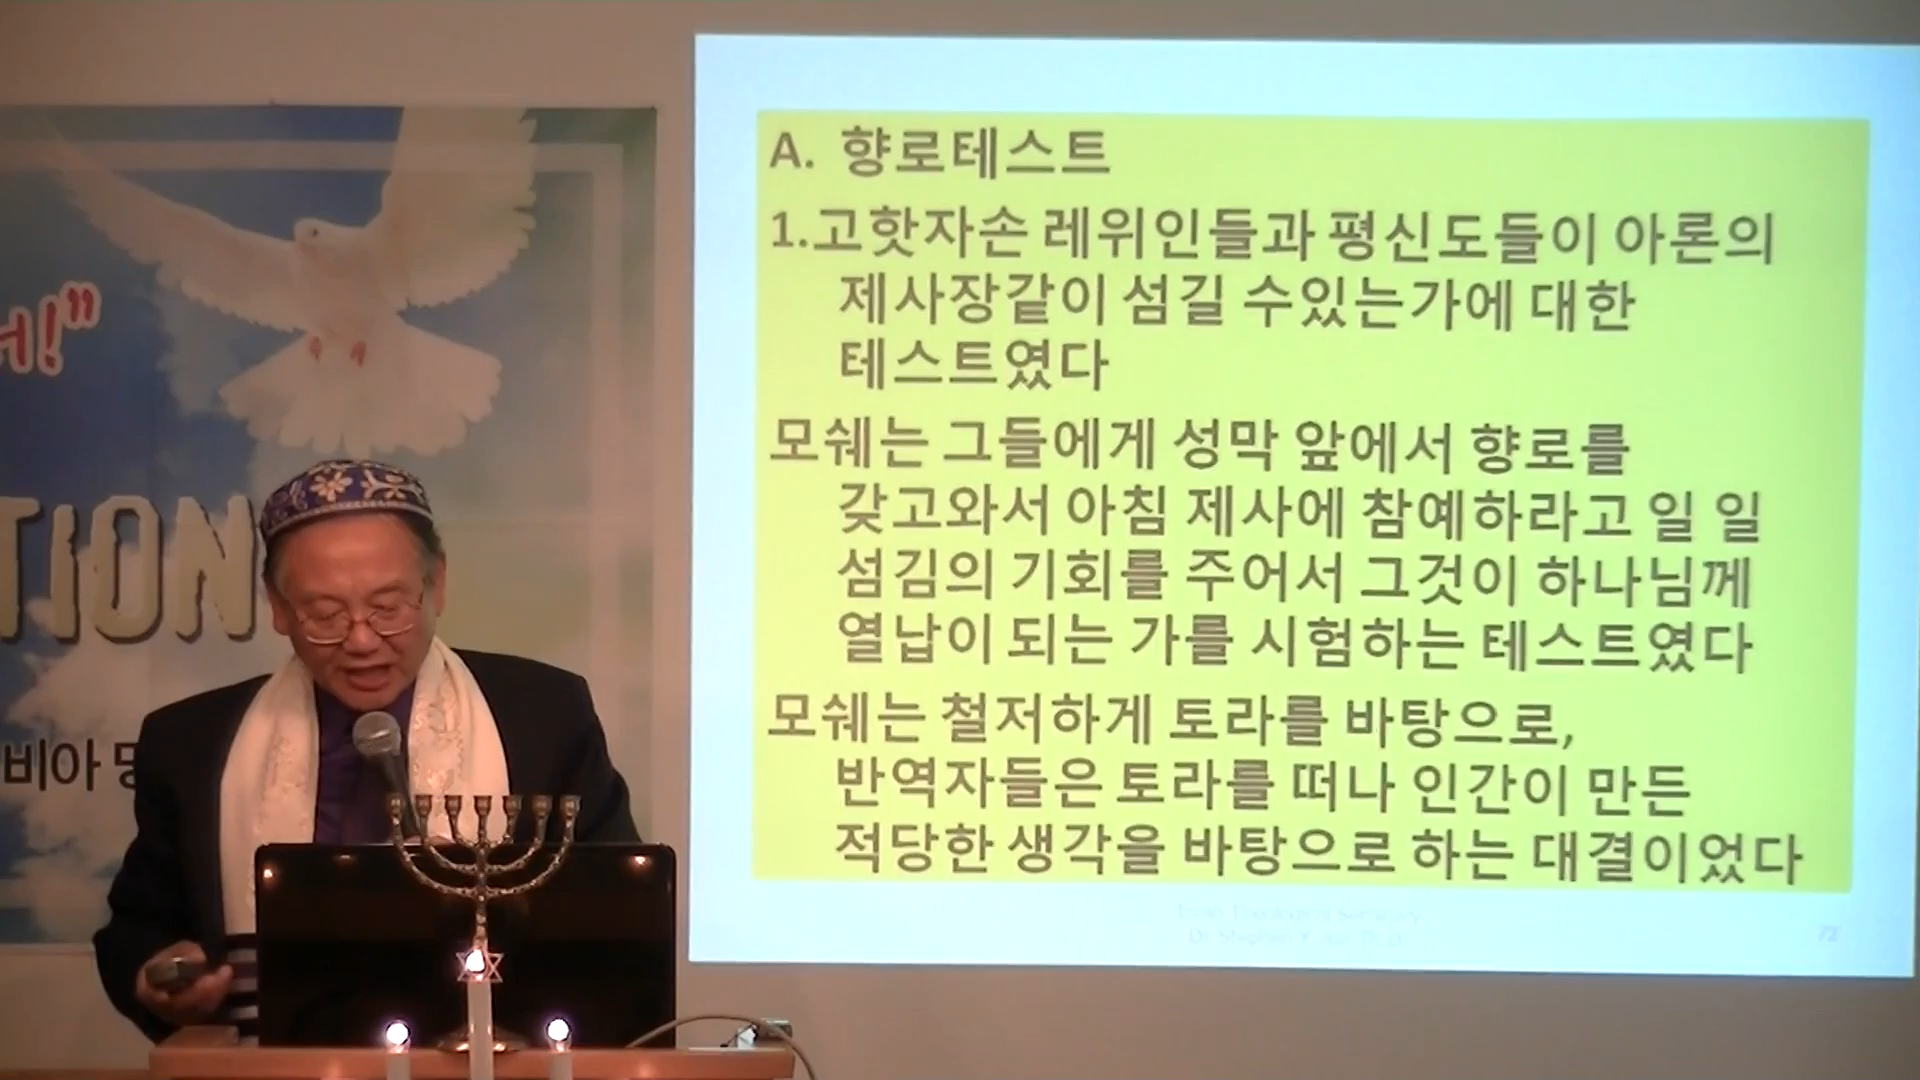 서!”
TION
비아
A. 향로테스트
1.고핫자손 레위인들과 평신도들이 아론의
제사장같이 섬길 수있는가에 대한
테스트였다
모쉐는 그들에게 성막 앞에서 향로를
갖고와서 아침 제사에 참예하라고 일 일
섬김의 기회를 주어서 그것이 하나님께
열납이 되는 가를 시험하는 테스트였다
모쉐는 철저하게 토라를 바탕으로,
반역자들은 토라를 떠나 인간이 만든
적당한 생각을 바탕으로 하는 대결이었다
Theological Seminary
Dr. Stephen Y.
72